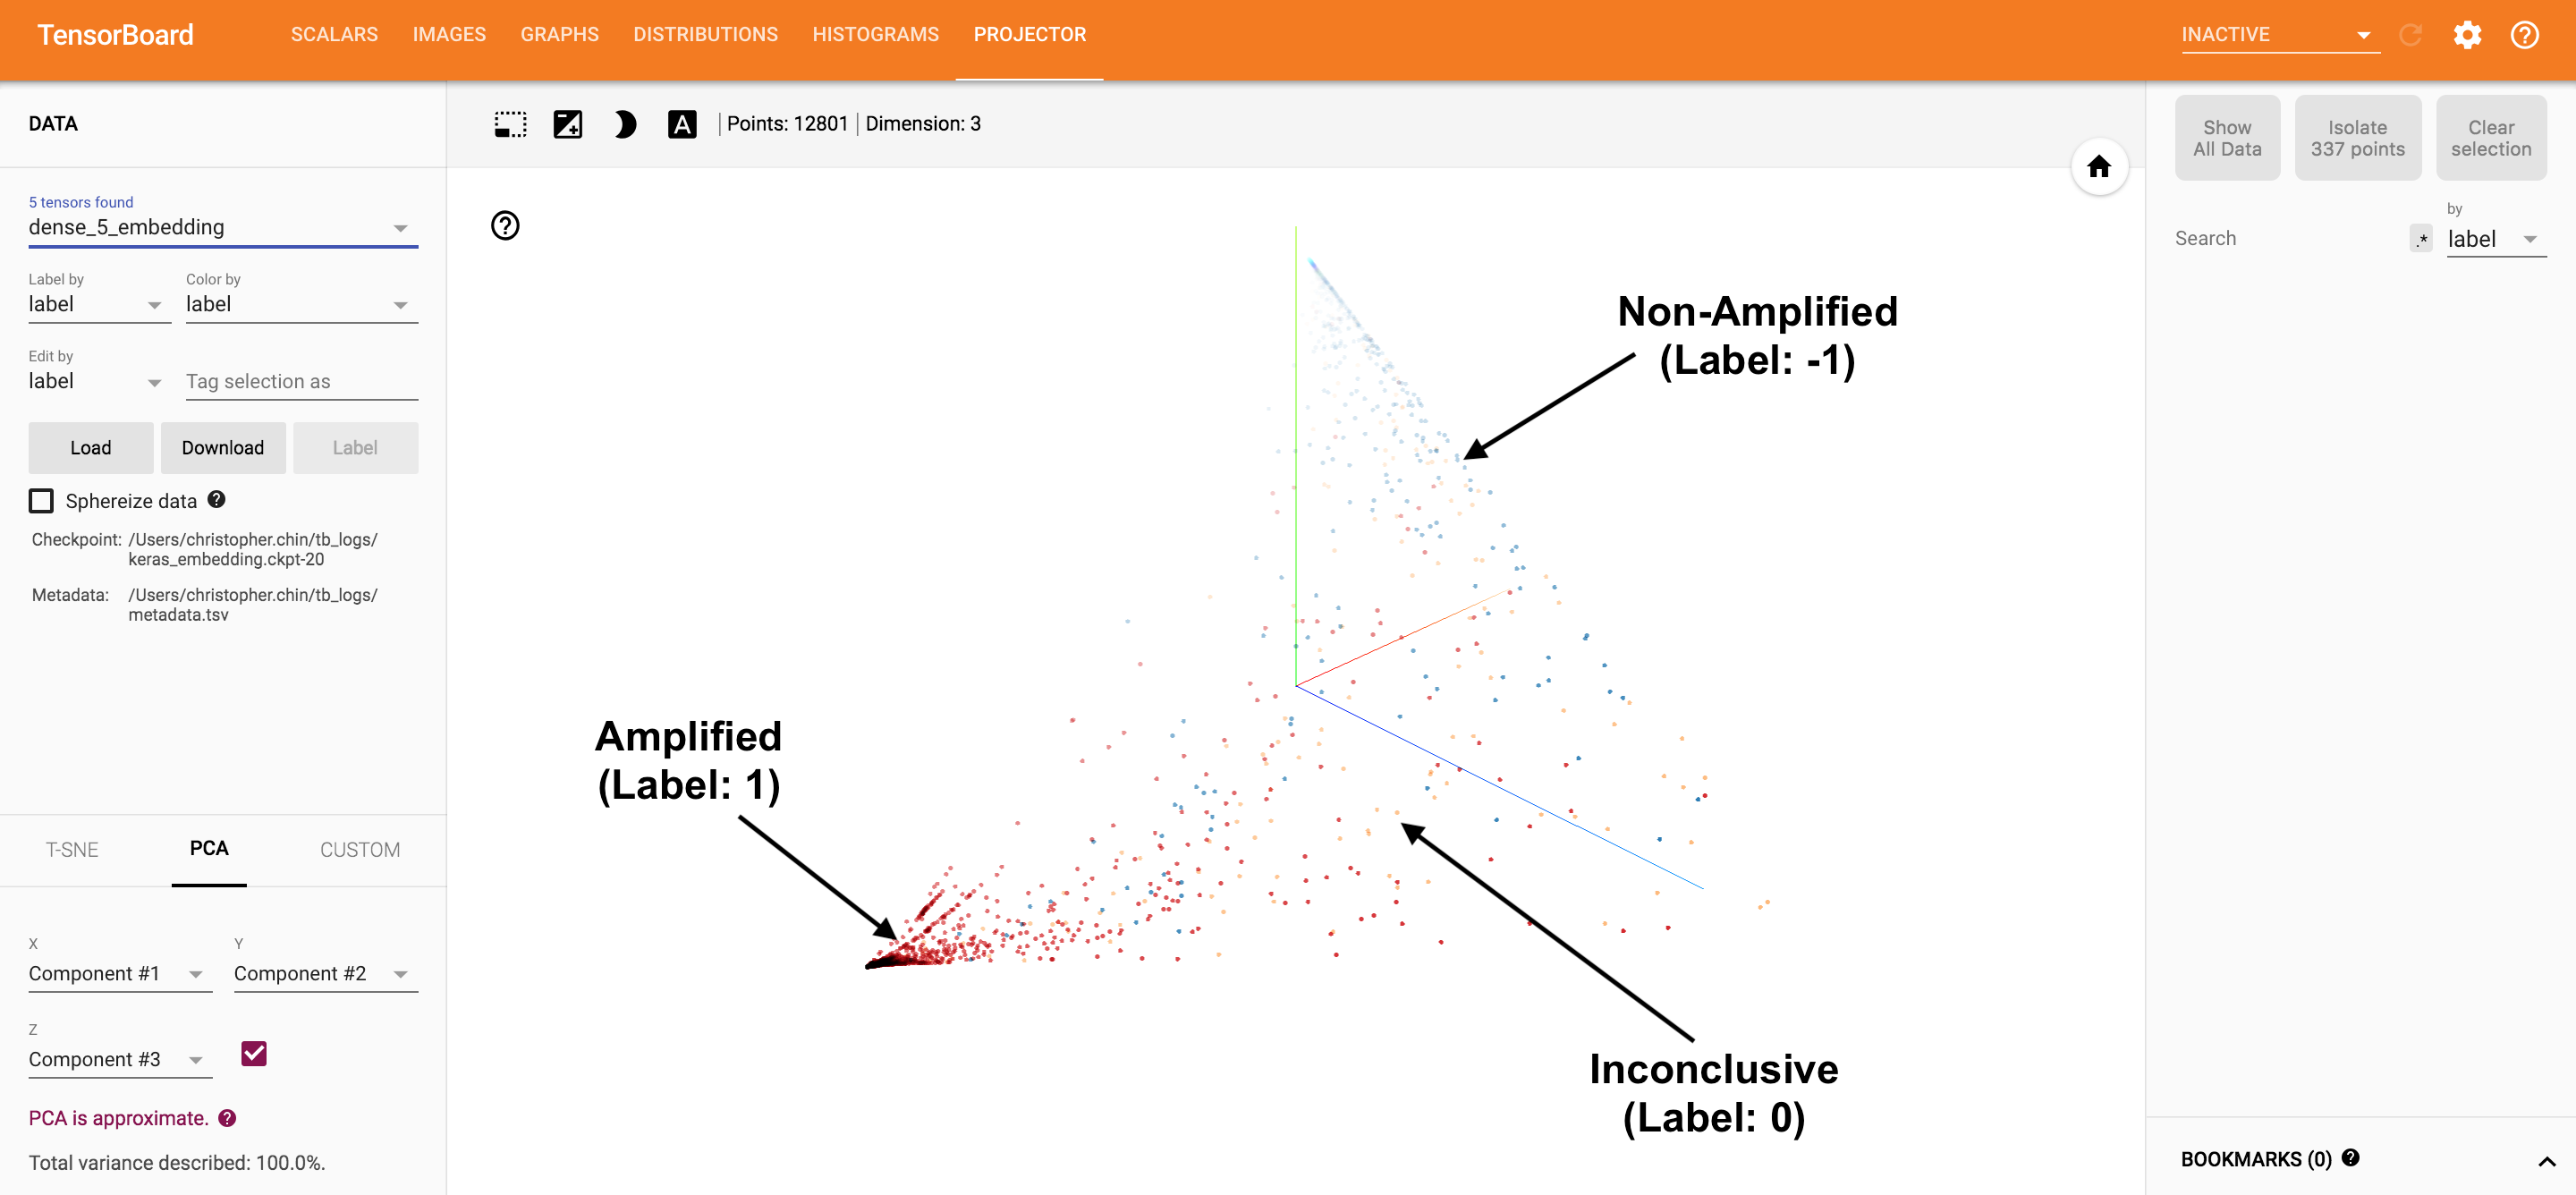 TensorBoard
SCALARS IMAGES GRAPHS DISTRIBUTIONS HISTOGRAMS PROJECTOR
INACTIVE
DATA
5 tensors found
dense_5_embedding
Label by
label
Color by
label
Edit by
label
Tag selection as
Load
Download
Label
Sphereize data
Checkpoint: /Users/christopher.chin/tb_logs/
keras_embedding.ckpt-20
Metadata: /Users/christopher.chin/tb_logs/
metadata.tsv
T-SNE PCA CUSTOM
X
Component #1
Y
Component #2
Z
Component #3
PCA is approximate.
Total variance described: 100.0%.
A
Points: 12801 | Dimension: 3
Non-Amplified
(Label: -1)
Amplified
(Label: 1)
Inconclusive
(Label: 0)
Show
All Data
Isolate
337 points
Clear
selection
Search
.*
by
label
BOOKMARKS (0)